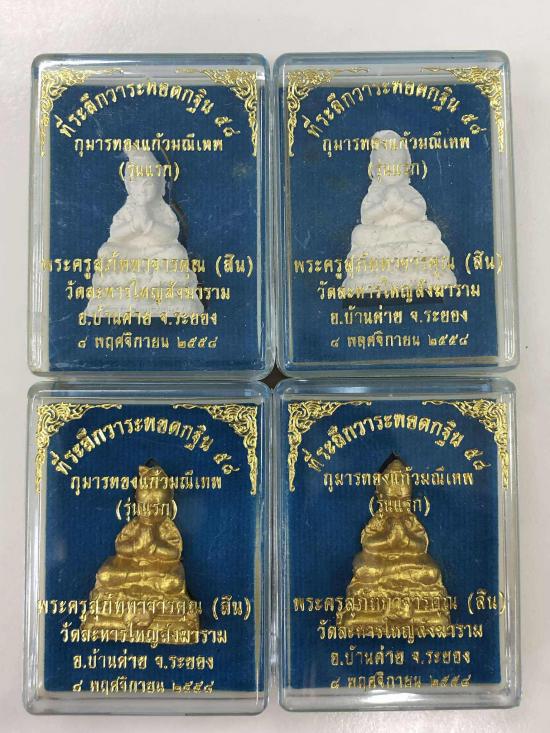 ที่ระลึกวาระทอดกฐิน ๕๘
กุมารทองแก้วมณีเทพ
(รุ่นแรก)
พระครูสุภัททาจารคุณ (สิน)
วัดละหารใหญ่สังฆาราม
อ.บ้านค่าย จ.ระยอง
๘ พฤศจิกายน ๒๕๕๘
ที่ระลึกวาระทอดกฐิน ๕๘
กุมารทองแก้วมณีเทพ
(รุ่นแรก)
พระครูสุภัททาจารคุณ (สิน)
วัดละหารใหญ่สังฆาราม
อ.บ้านค่าย จ.ระยอง
๘ พฤศจิกายน ๒๕๕๘
ที่ระลึกวาระทอดกฐิน ๕๘
กุมารทองแก้วมณีเทพ
(รุ่นแรก)
พระครูสุภัททาจารคุณ (สิน)
วัดละหารใหญ่สังฆาราม
อ.บ้านค่าย จ.ระยอง
๘ พฤศจิกายน ๒๕๕๘
ที่ระลึกวาระทอดกฐิน ๕๘
กุมารทองแก้วมณีเทพ
(รุ่นแรก)
พระครูสุภัททาจารคุณ (สิน)
วัดละหารใหญ่สังฆาราม
อ.บ้านค่าย จ.ระยอง
๘ พฤศจิกายน ๒๕๕๘